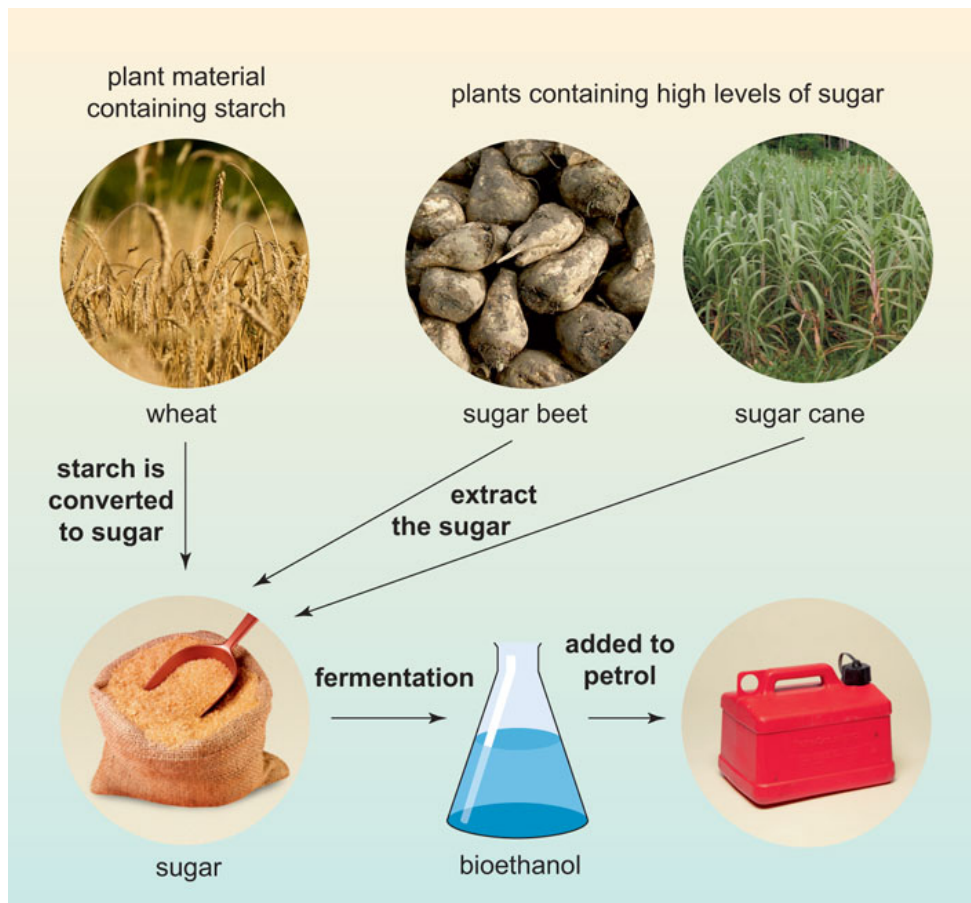 plant material
containing starch
plants containing high levels of sugar
wheat
sugar beet
sugar cane
starch is
converted
to sugar
extract
the sugar
fermentation
added to
petrol
sugar
bioethanol